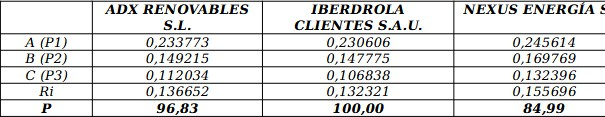 ADX RENOVABLES S.L. IBERDROLA CLIENTES S.A.U. NEXUS ENERGÍA S
A (P1) 0,233773 0,230606 0,245614
B (P2) 0,149215 0,147775 0,169769
C (P3) 0,112034 0,106838 0,132396
Ri 0,136652 0,132321 0,155696
P 96,83 100,00 84,99